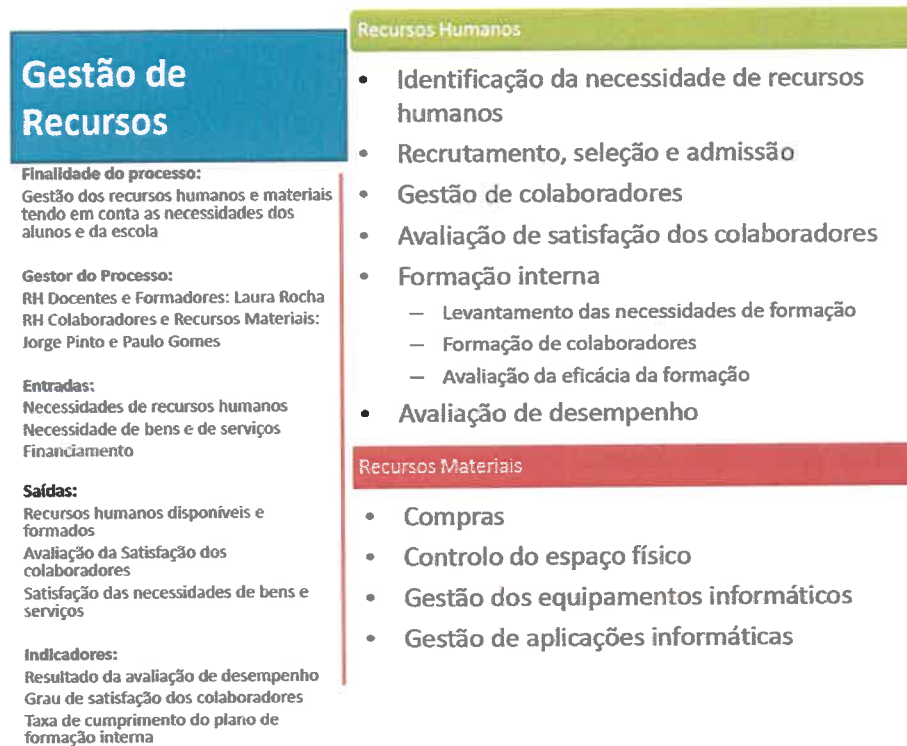 Gestão de
Recursos
Finalidade do processo:
Gestão dos recursos humanos e materiais
tendo em conta as necessidades dos
alunos e da escola
Gestor do Processo:
RH Docentes e Formadores: Laura Rocha
RH Colaboradores e Recursos Materiais:
Jorge Pinto e Paulo Gomes
Entradas:
Necessidades de recursos humanos
Necessidade de bens e de serviços
Financiamento
Saídas:
Recursos humanos disponíveis e
formados
Avaliação da Satisfação dos
colaboradores
Satisfação das necessidades de bens e
serviços
Indicadores:
Resultado da avaliação de desempenho
Grau de satisfação dos colaboradores
Taxa de cumprimento do plano de
formação interna
Recursos Humanos
• Identificação da necessidade de recursos
humanos
• Recrutamento, seleção e admissão
• Gestão de colaboradores
• Avaliação de satisfação dos colaboradores
• Formação interna
– Levantamento das necessidades de formação
– Formação de colaboradores
– Avaliação da eficácia da formação
• Avaliação de desempenho
Recursos Materiais
• Compras
• Controlo do espaço físico
• Gestão dos equipamentos informáticos
• Gestão de aplicações informáticas